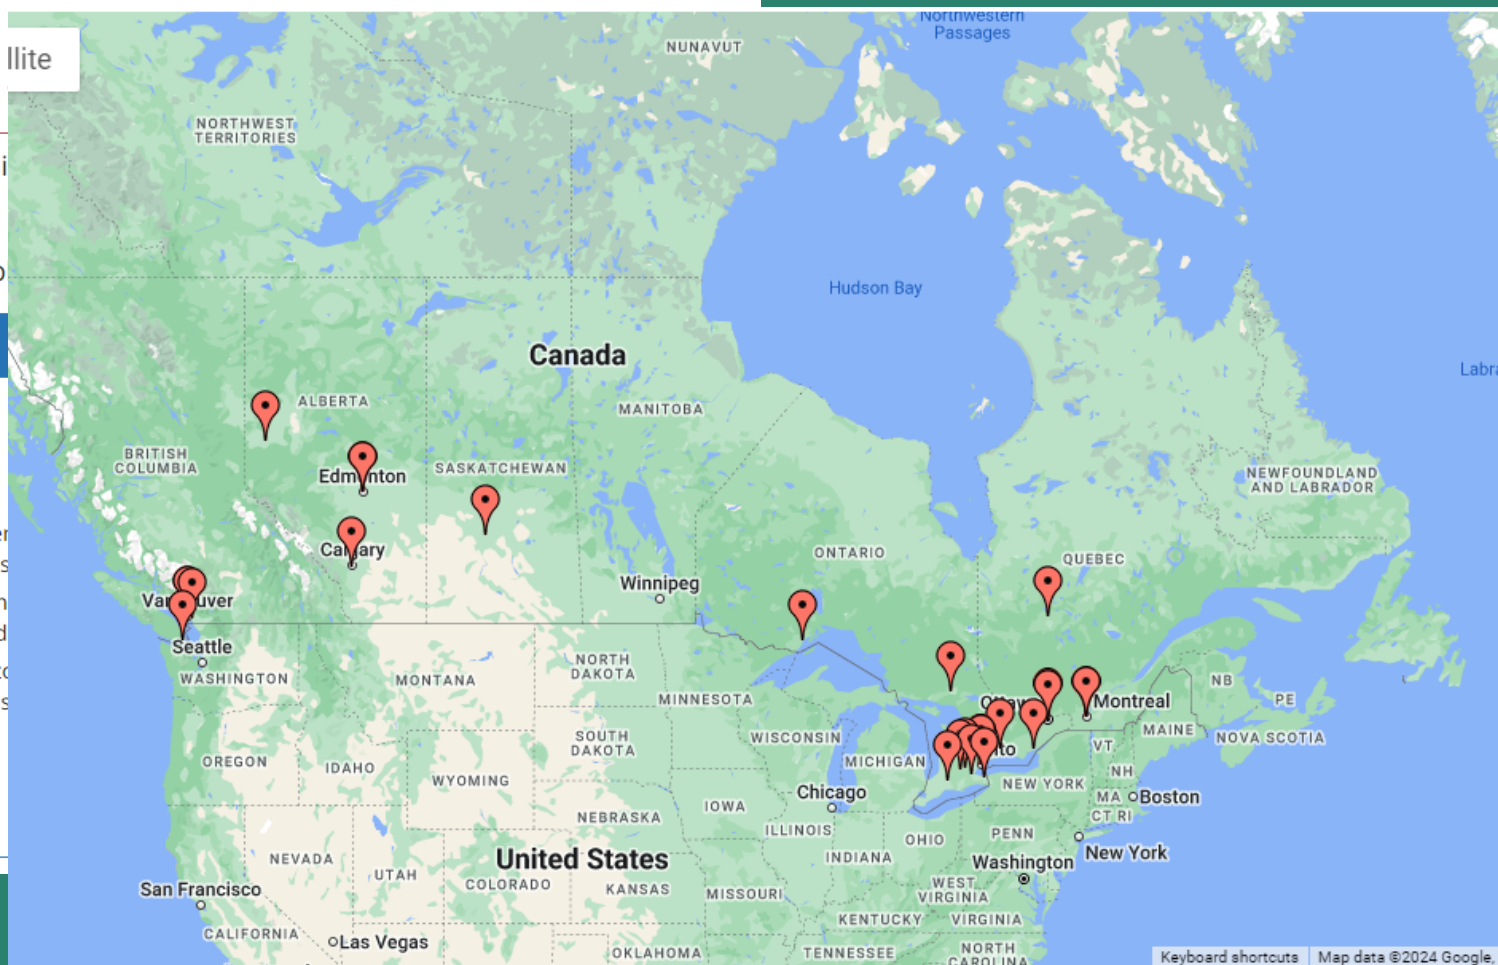 Northwestern
Passages
NUNAVUT
llite
NORTHWEST
TERRITORIES
Hudson Bay
Canada
Labra
ALBERTA
MANITOBA
BRITISH
COLUMBIA
Edmonton
SASKATCHEWAN
NEWFOUNDLAND
AND LABRADOR
Calgary
ONTARIO
QUEBEC
Winnipeg
Vancouver
Seattle
WASHINGTON
MONTANA
NORTH
DAKOTA
MINNESOTA
Ottawa
Montreal
NB
PE
MAINE
NOVA SCOTIA
SOUTH
DAKOTA
WISCONSIN
MICHIGAN
nto
VT
OREGON
IDAHO
WYOMING
NEW YORK
NH
Chicago
MA
Boston
CT RI
IOWA
NEBRASKA
ILLINOIS
OHIO
PENN
INDIANA
New York
Washington
NEVADA
United States
UTAH
COLORADO
KANSAS
MISSOURI
WEST
VIRGINIA
San Francisco
KENTUCKY
VIRGINIA
CALIFORNIA
Las Vegas
OKLAHOMA
TENNESSEE
NORTH
CAROLINA
Keyboard shortcuts
Map data ©2024 Google,